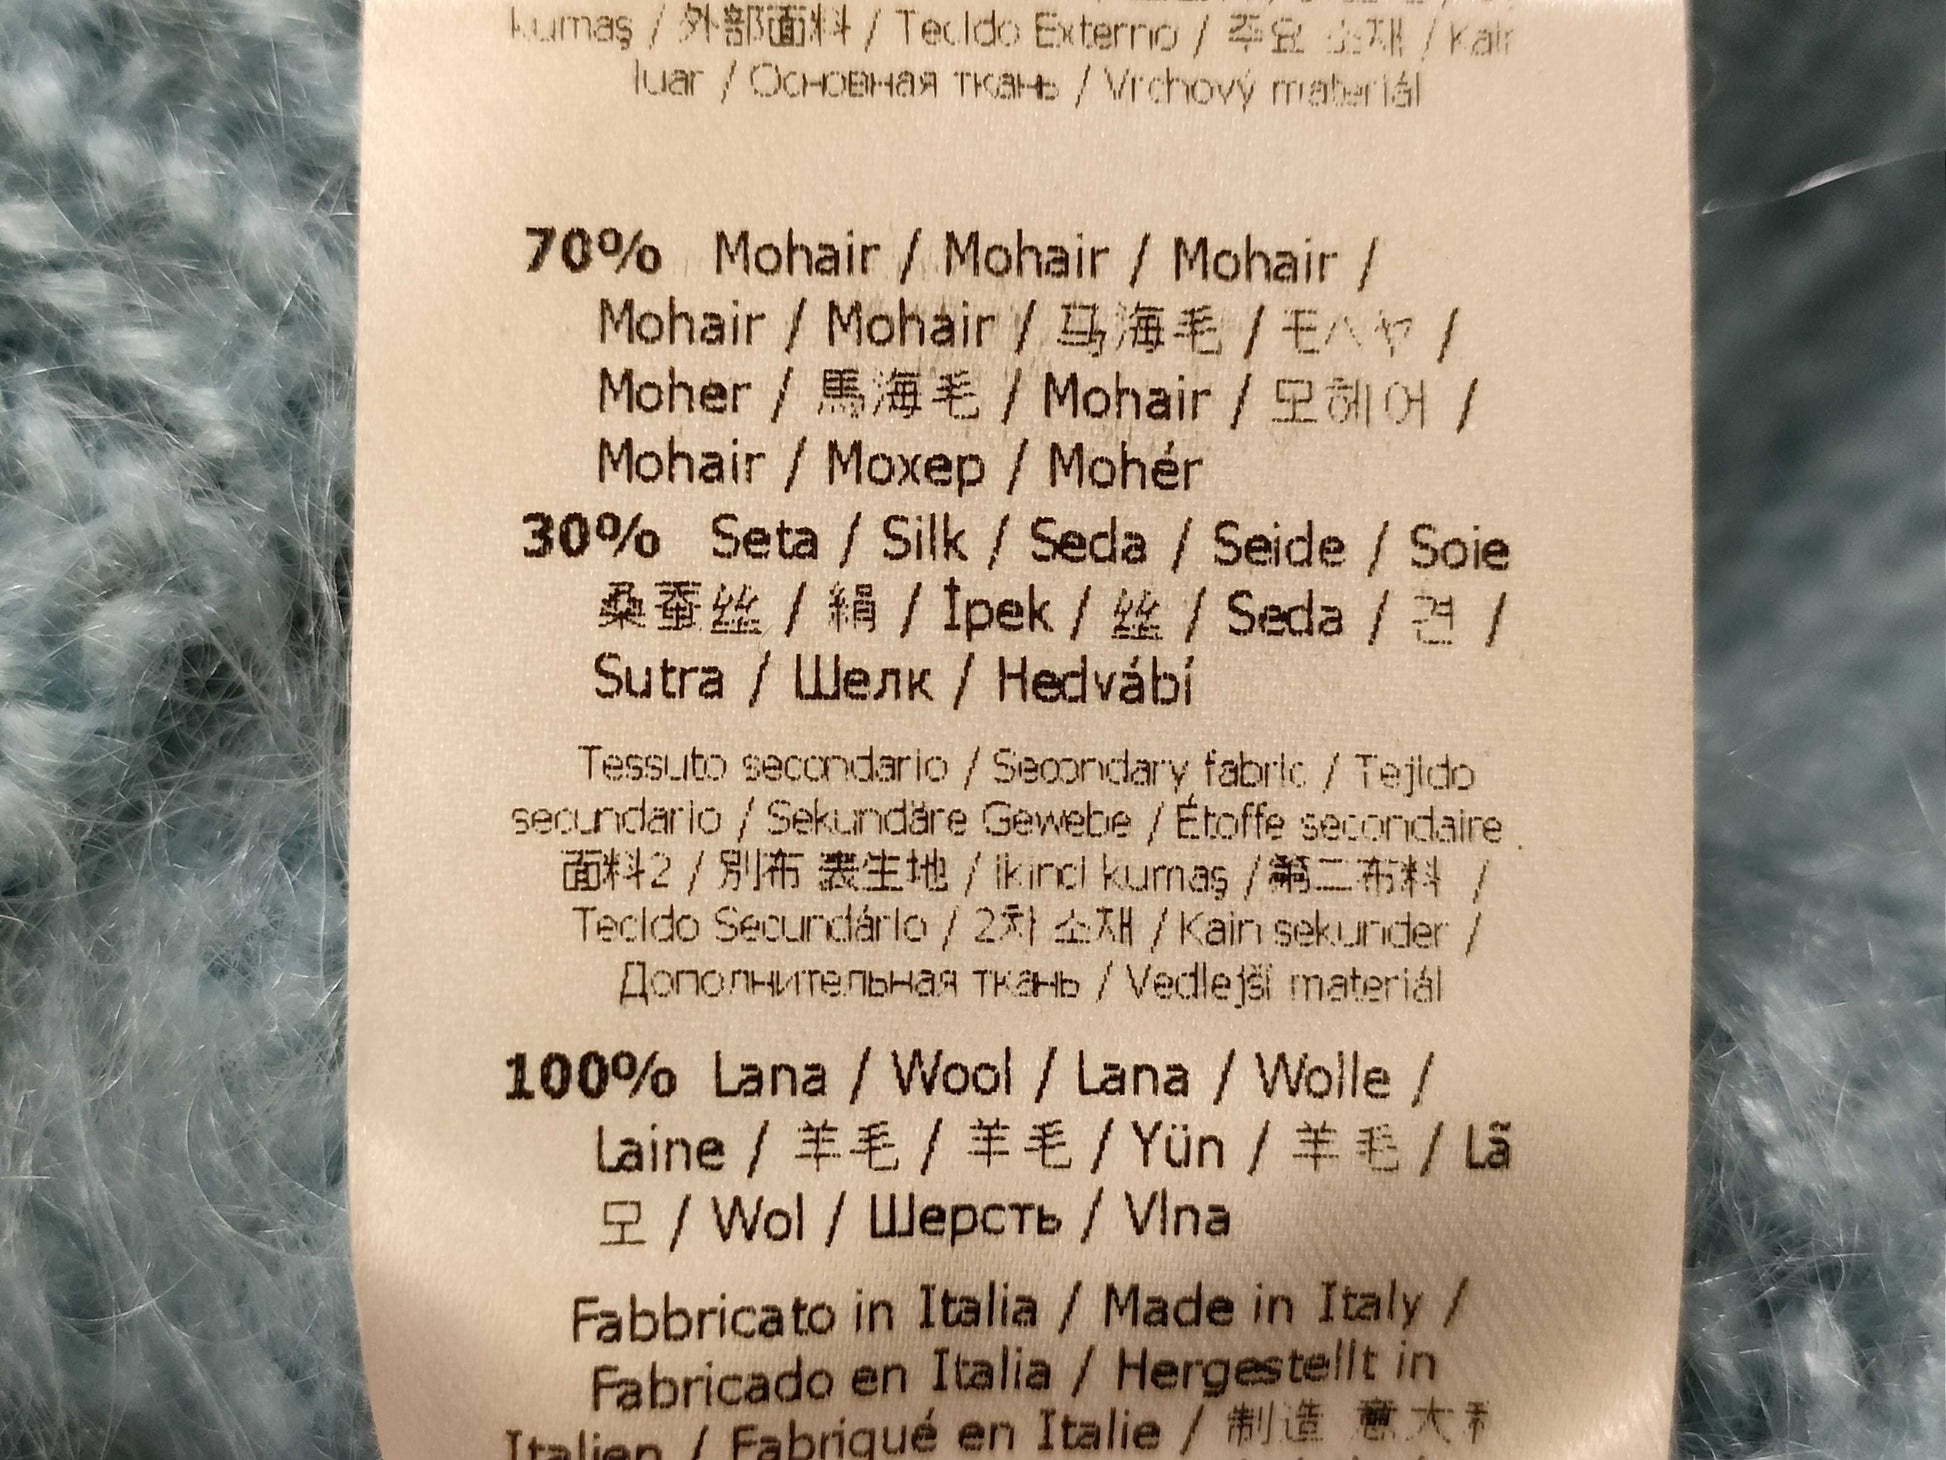 kumaş / 外部面料 / Tecido Externo / 주요 소재 / Kain
luar / Основная ткань / Vrchový materiál
70% Mohair / Mohair / Mohair /
Mohair / Mohair / 马海毛 / モヘヤ /
Moher / 馬海毛 / Mohair / 모헤어 /
Mohair / Мохер / Mohér
30% Seta / Silk / Seda / Seide / Soie
桑蚕丝 / 絹 / İpek / 丝 / Seda / 견 /
Sutra / Шелк / Hedvábí
Tessuto secondario / Secondary fabric / Tejido
secundario / Sekundäre Gewebe / Étoffe secondaire
面料2 / 別布 表生地 / Ikinci kumaş / 第二布料 /
Tecido Secundário / 2차 소재 / Kain sekunder /
Дополнительная ткань / Vedlejší materiál
100% Lana / Wool / Lana / Wolle /
Laine / 羊毛 / 羊毛 / Yün / 羊毛 / Lã
모 / Wol / Шерсть / Vlna
Fabbricato in Italia / Made in Italy /
Fabricado en Italia / Hergestellt in
Italien / Fabriqué en Italie / 制造 意大利